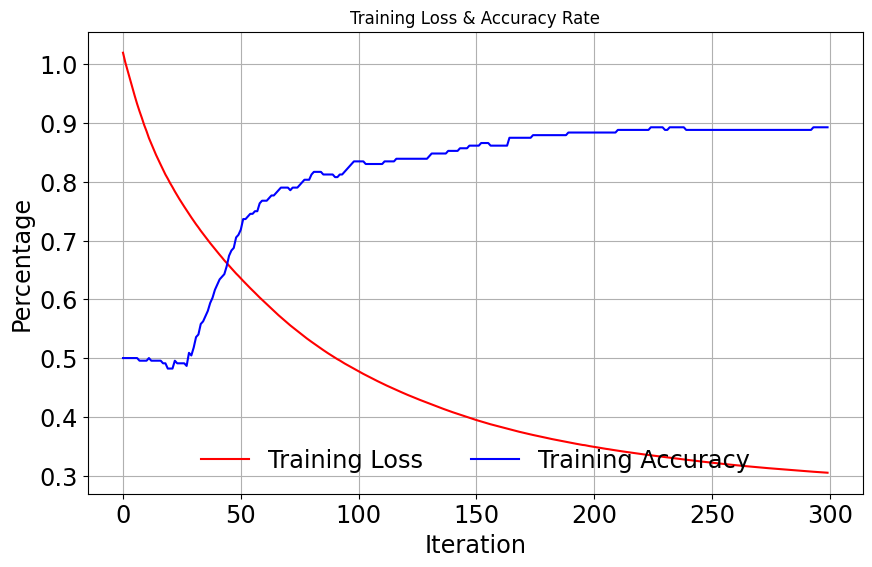 Training Loss & Accuracy Rate
1.0
0.9
0.8
0.7
0.6
0.5
0.4
0.3
Percentage
Training Loss
Training Accuracy
0 50 100 150 200 250 300
Iteration